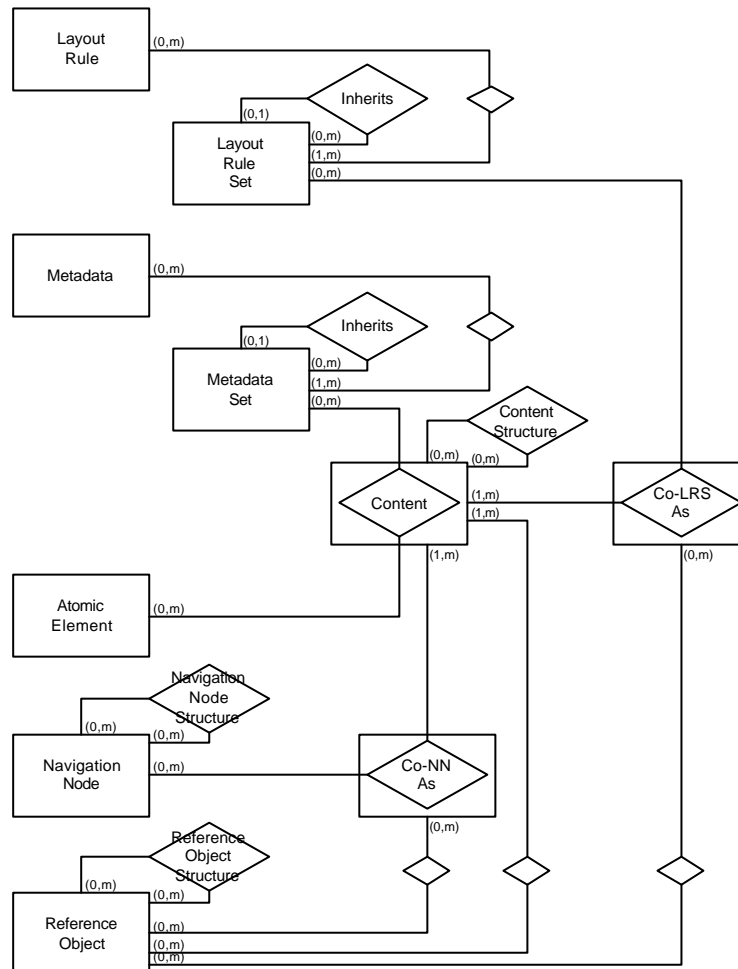 Layout
Rule
(0,m)
Inherits
(0,1)
Layout
Rule
Set
(0,m)
(1,m)
(0,m)
Metadata
(0,m)
Inherits
(0,1)
Metadata
Set
(0,m)
(1,m)
(0,m)
Content
Structure
(0,m)
(0,m)
Content
(1,m)
(1,m)
(1,m)
Co-LRS
As
(0,m)
Atomic
Element
(0,m)
Navigation
Node
Structure
(0,m)
(0,m)
Navigation
Node
(0,m)
Co-NN
As
(0,m)
Reference
Object
Structure
(0,m)
(0,m)
Reference
Object
(0,m)
(0,m)
(0,m)